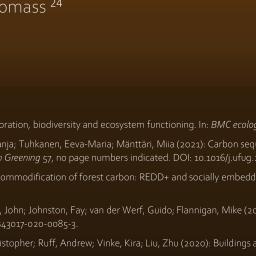 omass 24
oration, biodiversity and ecosystem functioning. In: BMC ecolog
nja; Tuhkanen, Eeva-Maria; Mänttäri, Miia (2021): Carbon seq
Greening 57, no page numbers indicated. DOI: 10.1016/j.ufug.
ommodification of forest carbon: REDD+ and socially embedd
, John; Johnston, Fay; van der Werf, Guido; Flannigan, Mike (20
s43017-020-0085-3.
istopher; Ruff, Andrew; Vinke, Kira; Liu, Zhu (2020): Buildings a